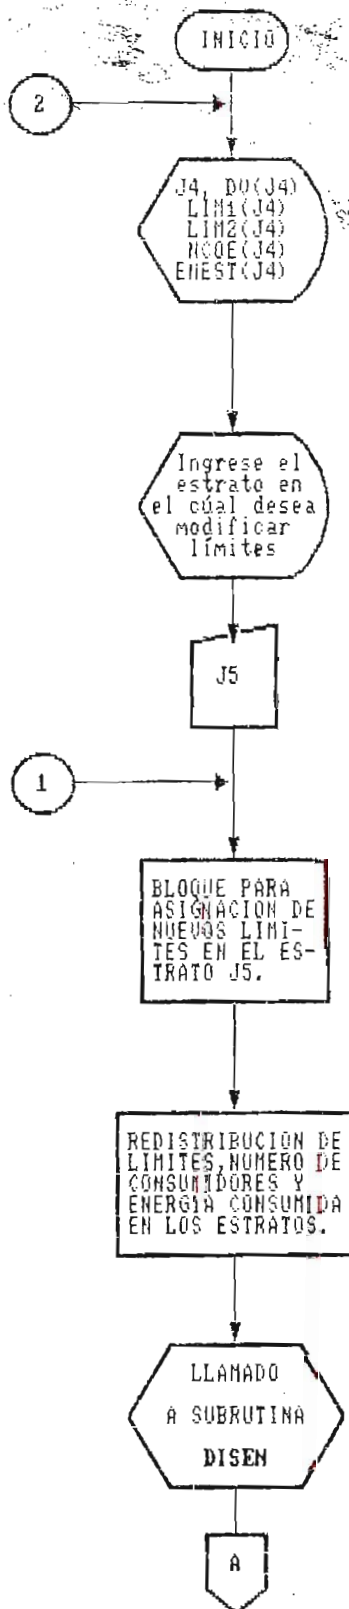 INICIO
2
J4, DU(J4)
LIM1(J4)
LIM2(J4)
NCOE(J4)
ENEST(J4)
Ingrese el
estrato en
el cúal desea
modificar
límites
J5
1
BLOQUE PARA
ASIGNACION DE
NUEVOS LIMI-
TES EN EL ES-
TRATO J5.
REDISTRIBUCION DE
LIMITES,NUMERO DE
CONSUMIDORES Y
ENERGIA CONSUMIDA
EN LOS ESTRATOS.
LLAMADO
A SUBRUTINA
DISEN
A